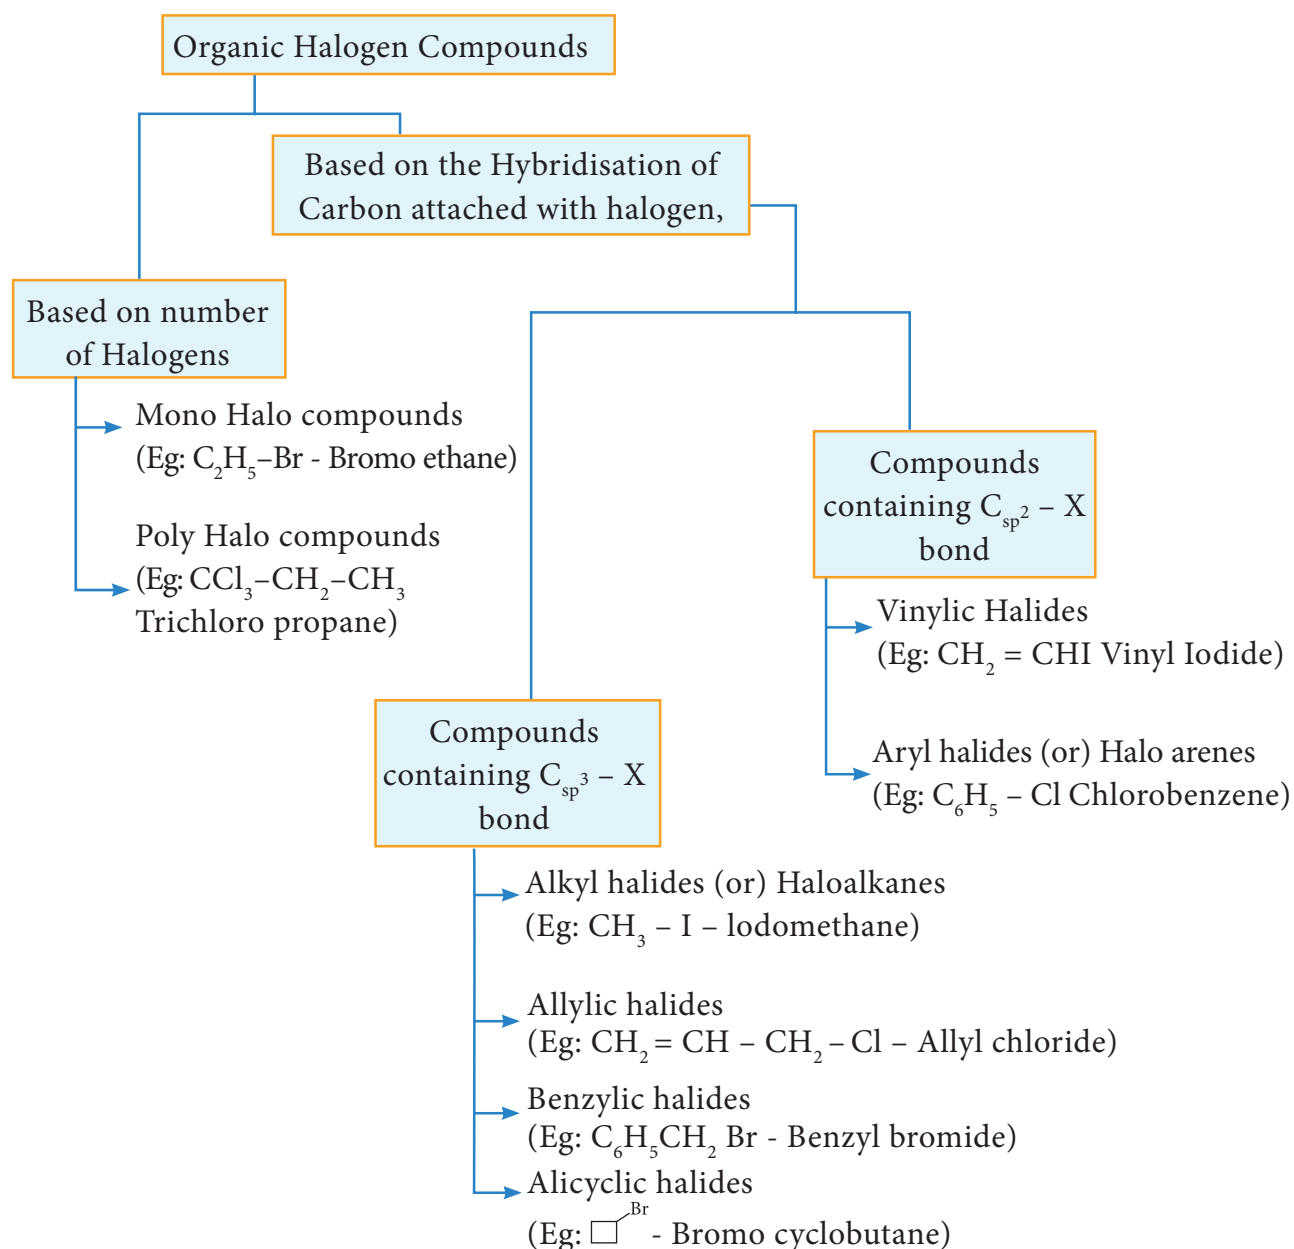 Organic Halogen Compounds
Based on the Hybridisation of
Carbon attached with halogen,
Based on number
of Halogens
Mono Halo compounds
(Eg: C₂H₅–Br - Bromo ethane)
Poly Halo compounds
(Eg: CCl₃–CH₂–CH₃
Trichloro propane)
Compounds
containing C_sp² – X
bond
Vinylic Halides
(Eg: CH₂ = CHI Vinyl Iodide)
Aryl halides (or) Halo arenes
(Eg: C₆H₅ – Cl Chlorobenzene)
Compounds
containing C_sp³ – X
bond
Alkyl halides (or) Haloalkanes
(Eg: CH₃ – I – lodomethane)
Allylic halides
(Eg: CH₂ = CH – CH₂ – Cl – Allyl chloride)
Benzylic halides
(Eg: C₆H₅CH₂ Br - Benzyl bromide)
Alicyclic halides
(Eg: Br - Bromo cyclobutane)